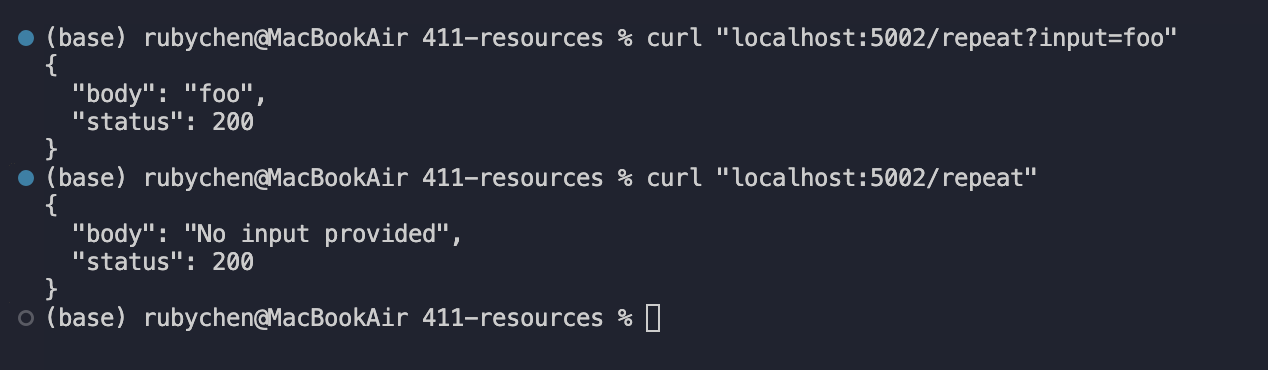 (base) rubychen@MacBookAir 411-resources % curl "localhost:5002/repeat?input=foo"
{
  "body": "foo",
  "status": 200
}
(base) rubychen@MacBookAir 411-resources % curl "localhost:5002/repeat"
{
  "body": "No input provided",
  "status": 200
}
(base) rubychen@MacBookAir 411-resources %